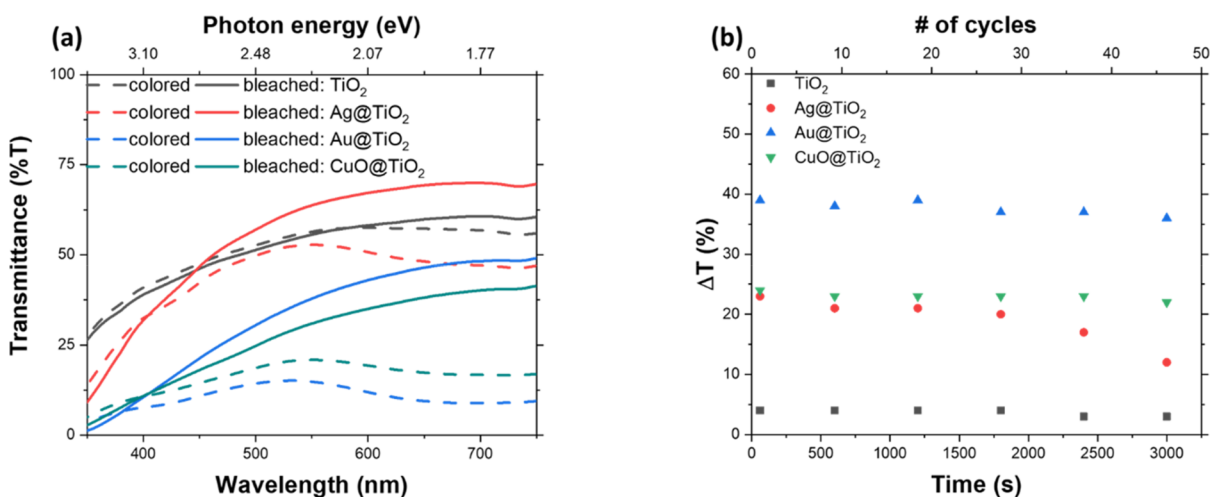 (a)
Photon energy (eV)
3.10 2.48 2.07 1.77
100
75
50
25
0
Transmittance (%T)
colored bleached: TiO₂
colored bleached: Ag@TiO₂
colored bleached: Au@TiO₂
colored bleached: CuO@TiO₂
400 500 600 700
Wavelength (nm)
(b)
# of cycles
0 10 20 30 40 50
60
50
40
30
20
10
0
ΔT (%)
TiO₂
Ag@TiO₂
Au@TiO₂
CuO@TiO₂
0 500 1000 1500 2000 2500 3000
Time (s)